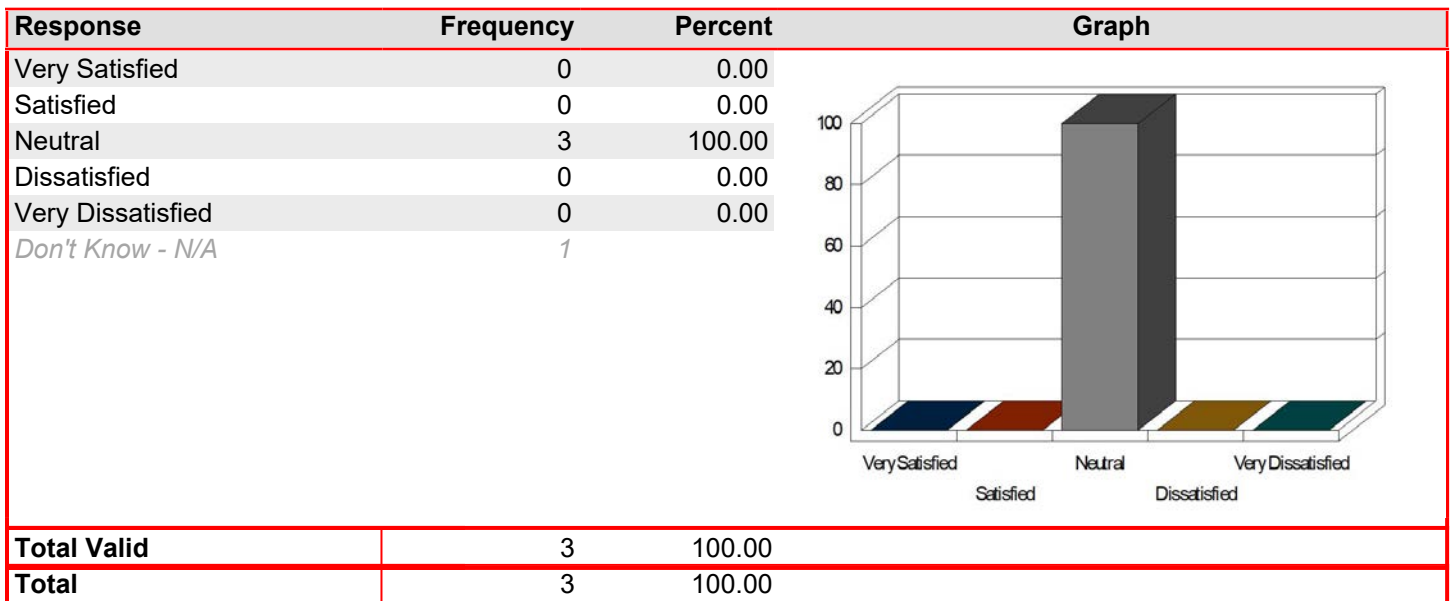 Response Frequency Percent Graph
Very Satisfied 0 0.00
Satisfied 0 0.00
Neutral 3 100.00
Dissatisfied 0 0.00
Very Dissatisfied 0 0.00
Don't Know - N/A 1
100
80
60
40
20
0
Very Satisfied Neutral Very Dissatisfied
Satisfied Dissatisfied
Total Valid 3 100.00
Total 3 100.00